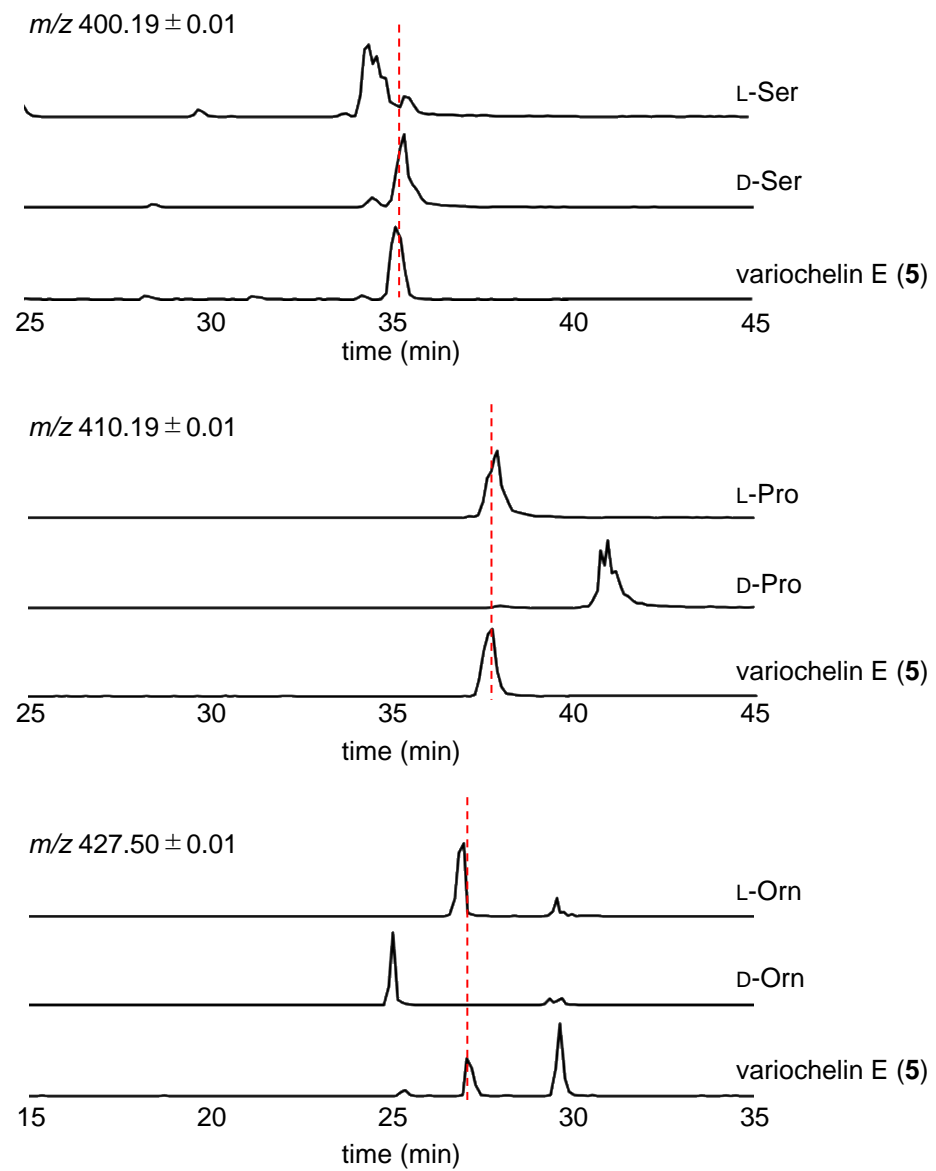 m/z 400.19 ± 0.01
L-Ser
D-Ser
variochelin E (5)
25 30 35 40 45
time (min)
m/z 410.19 ± 0.01
L-Pro
D-Pro
variochelin E (5)
25 30 35 40 45
time (min)
m/z 427.50 ± 0.01
L-Orn
D-Orn
variochelin E (5)
15 20 25 30 35
time (min)